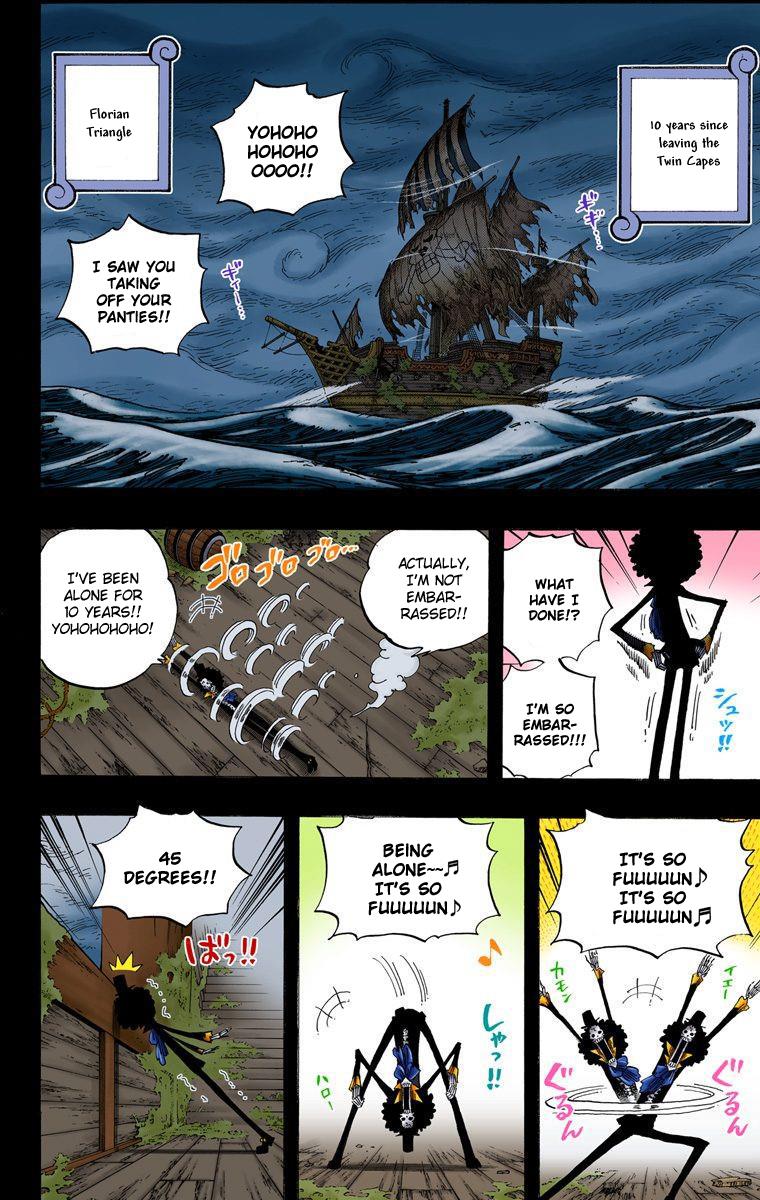 10 years since
leaving the
Twin Capes
YOHOHO
HOHOHO
OOOO!!
Florian
Triangle
I SAW YOU
TAKING
OFF YOUR
PANTIES!!
ギギ……
ギィー……
WHAT
HAVE I
DONE!?
I'M SO
EMBAR-
RASSED!!!
シュッ!!
ACTUALLY,
I'M NOT
EMBAR-
RASSED!!
ゴロゴロゴロ…
I'VE BEEN
ALONE FOR
10 YEARS!!
YOHOHOHOHO!
IT'S SO
FUUUUUN♪
IT'S SO
FUUUUUN♬
イエー
カモン
ぐるん
ぐるん
BEING
ALONE~~♬
IT'S SO
FUUUUUN♪
♪
しゃっ!!
ハロー
45
DEGREES!!
ばっ!!